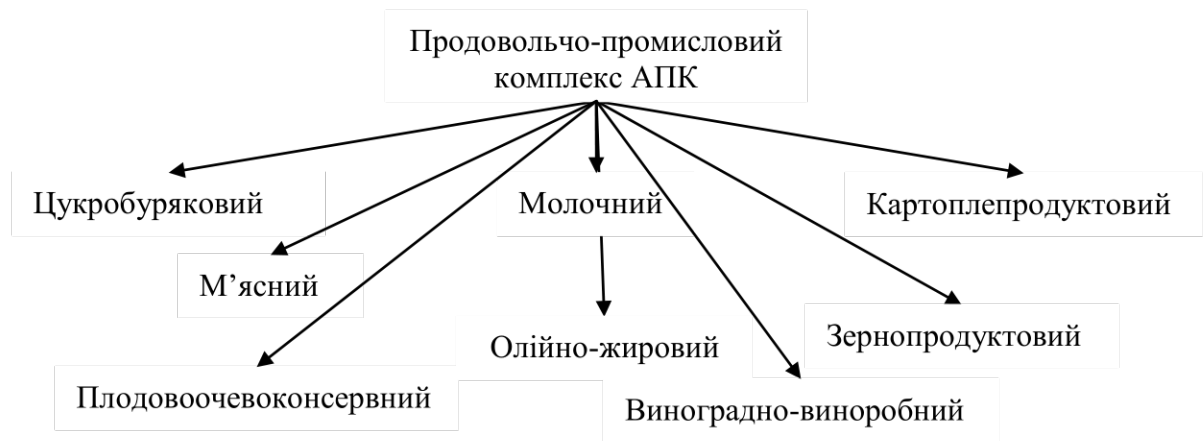 Продовольчо-промисловий
комплекс АПК
Цукробуряковий
Молочний
Картоплепродуктовий
М’ясний
Олійно-жировий
Зернопродуктовий
Плодовоочевоконсервний
Виноградно-виноробний